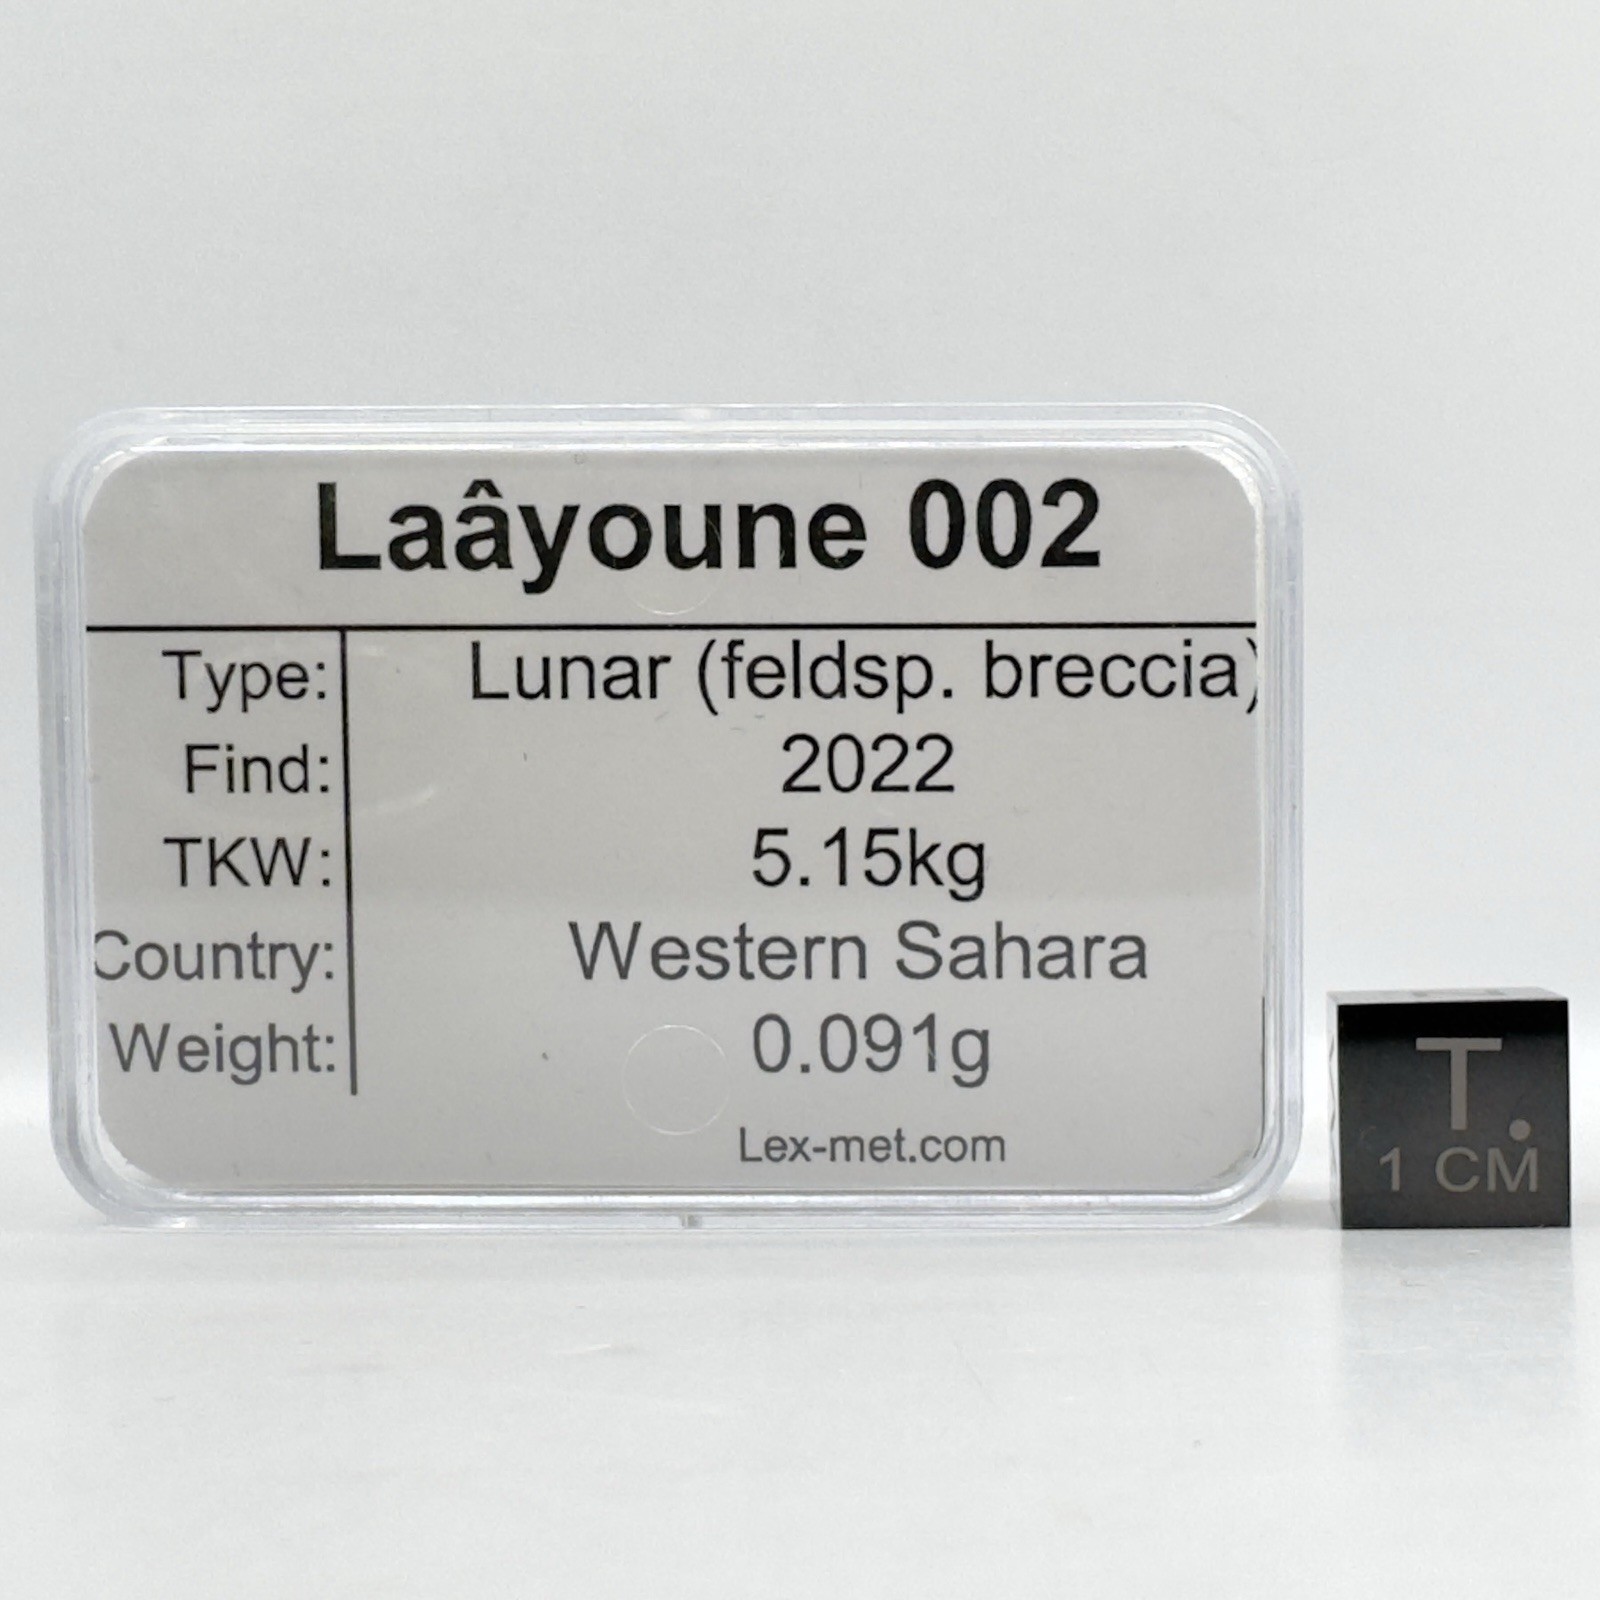 Laâyoune 002
Type: Lunar (feldsp. breccia)
Find: 2022
TKW: 5.15kg
Country: Western Sahara
Weight: 0.091g
Lex-met.com
T.
1 CM